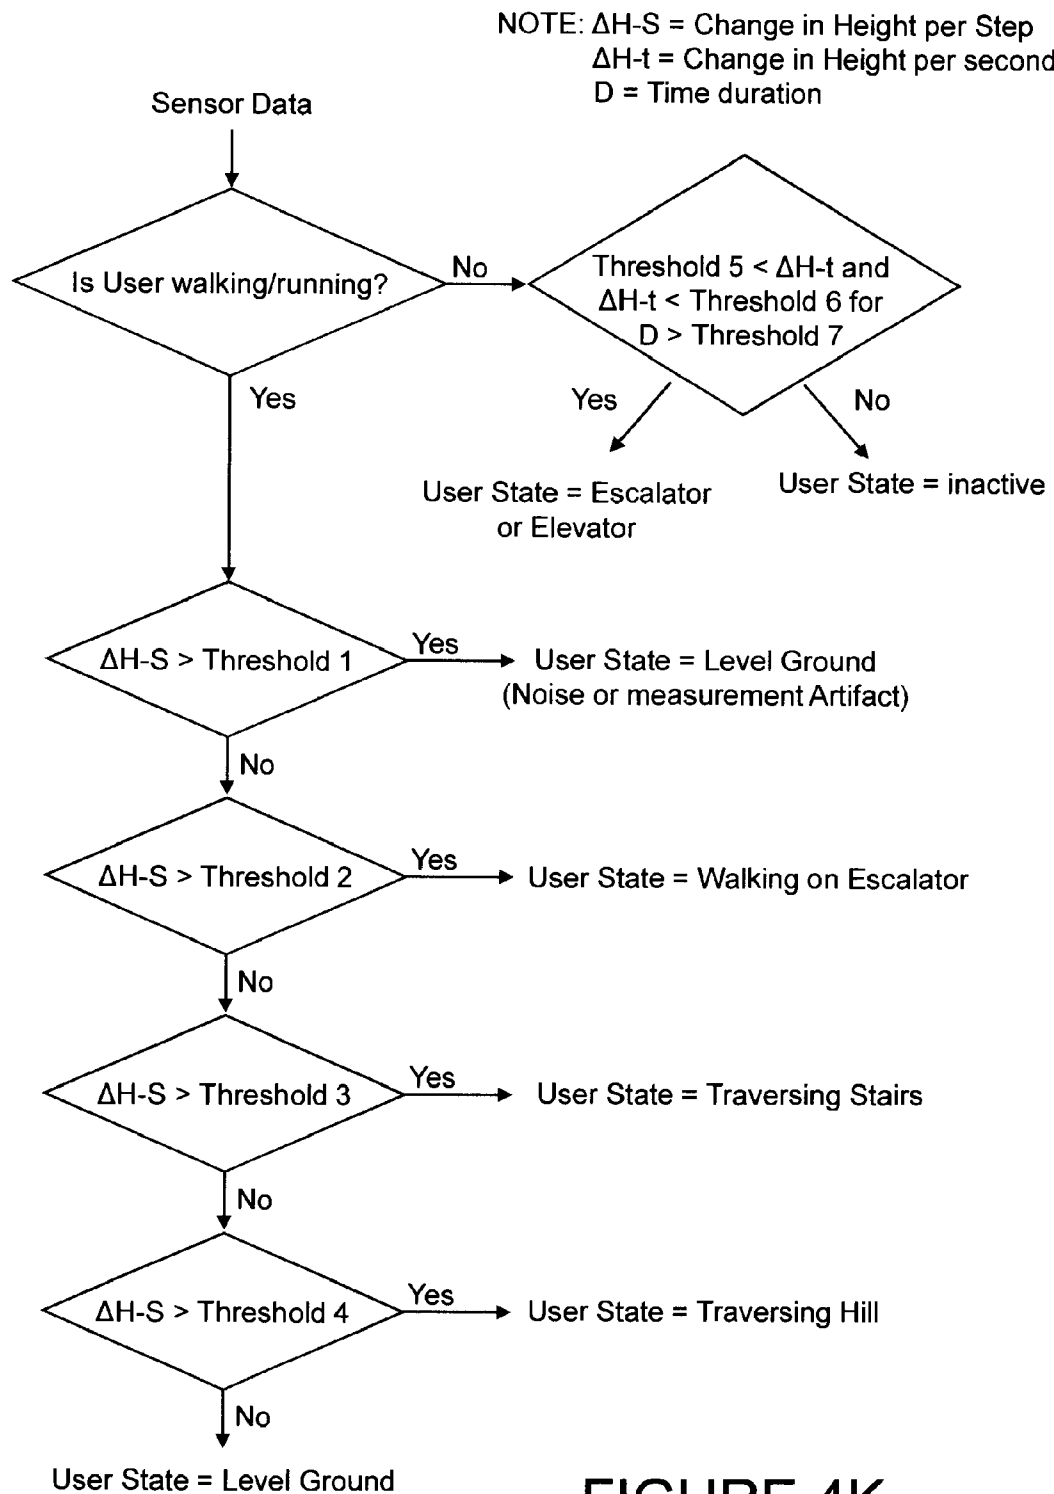 NOTE: ΔH-S = Change in Height per Step
ΔH-t = Change in Height per second
D = Time duration
Sensor Data
Is User walking/running?
No
Threshold 5 < ΔH-t and
ΔH-t < Threshold 6 for
D > Threshold 7
Yes
Yes
No
User State = Escalator
or Elevator
User State = inactive
ΔH-S > Threshold 1
Yes
User State = Level Ground
(Noise or measurement Artifact)
No
ΔH-S > Threshold 2
Yes
User State = Walking on Escalator
No
ΔH-S > Threshold 3
Yes
User State = Traversing Stairs
No
ΔH-S > Threshold 4
Yes
User State = Traversing Hill
No
User State = Level Ground
FIGURE 4K